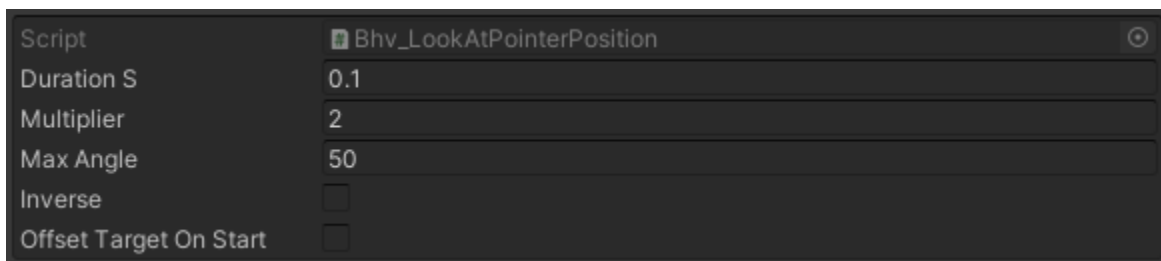 Script Bhv_LookAtPointerPosition
Duration S 0.1
Multiplier 2
Max Angle 50
Inverse
Offset Target On Start